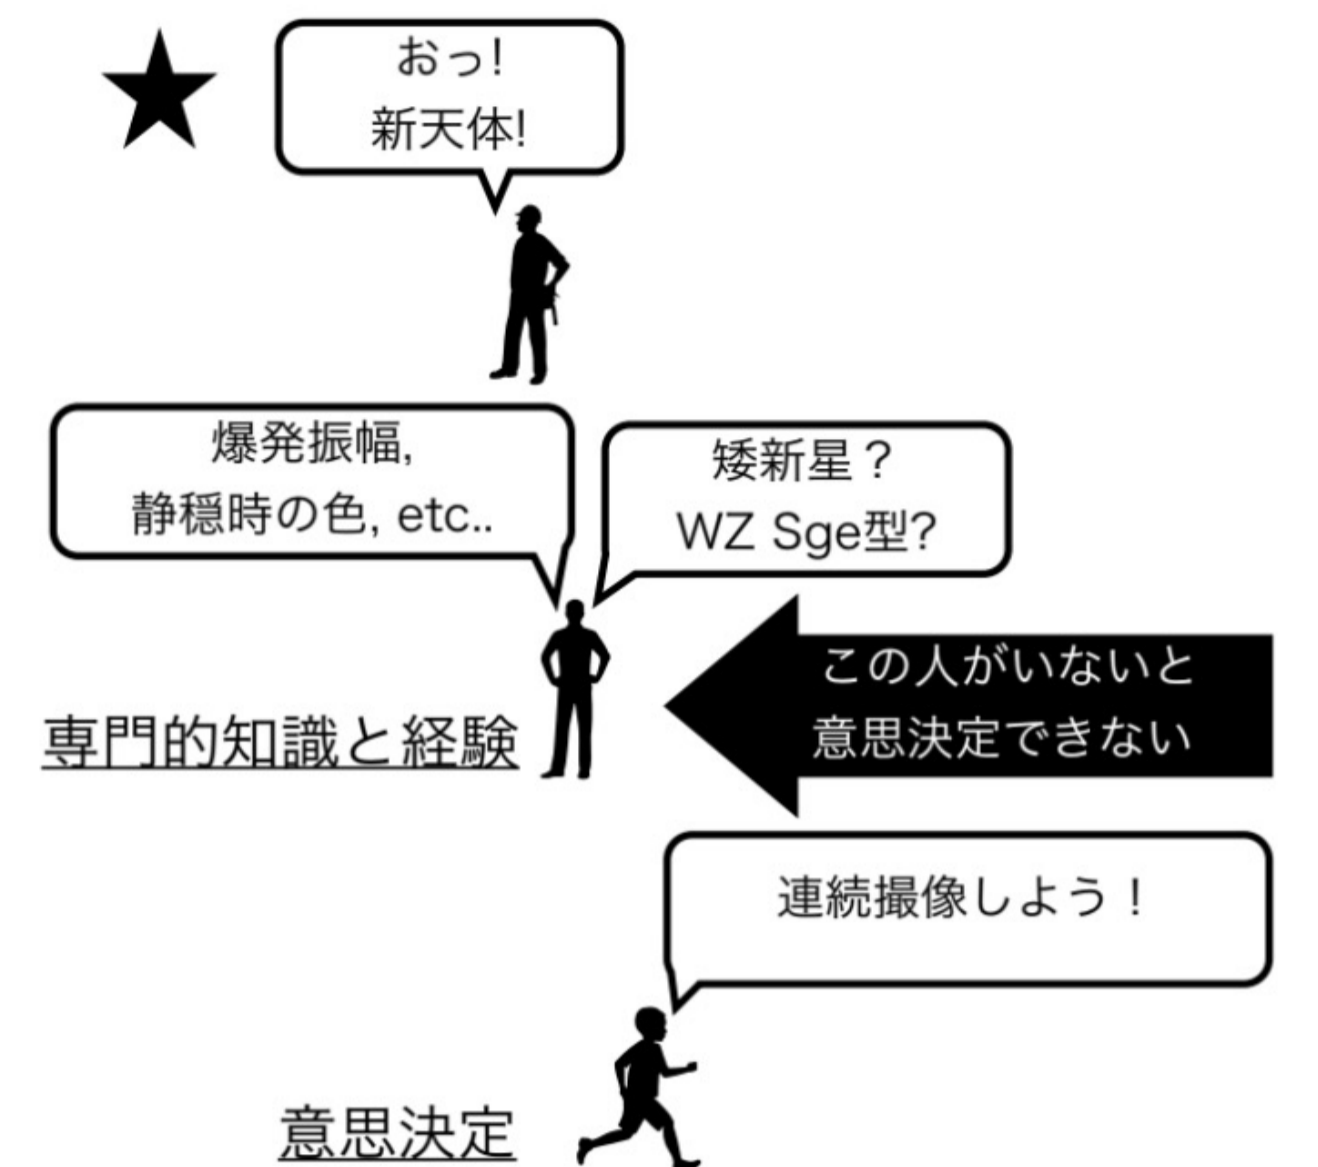 おっ!
新天体!
爆発振幅,
静穏時の色, etc..
矮新星？
WZ Sge型?
この人がいないと
意思決定できない
専門的知識と経験
連続撮像しよう！
意思決定